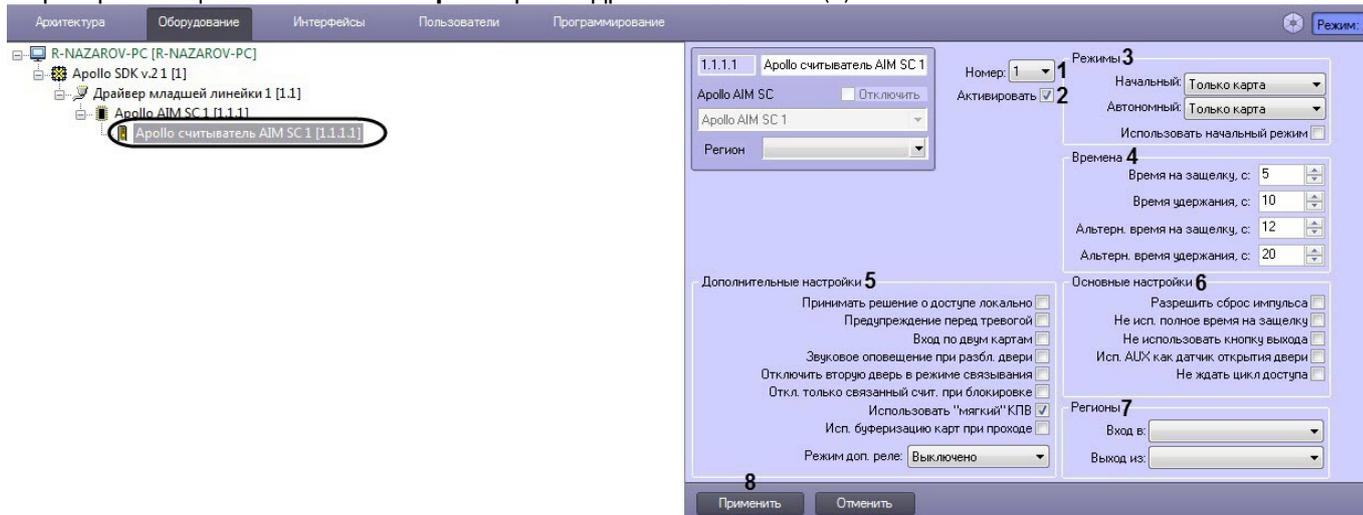 Архитектура Оборудование Интерфейсы Пользователи Программирование Режим:
R-NAZAROV-PC [R-NAZAROV-PC]
Apollo SDK v.2 1 [1]
Драйвер младшей линейки 1 [1.1]
Apollo AIM SC 1 [1.1.1]
Apollo считыватель AIM SC 1 [1.1.1.1]
1.1.1.1 Apollo считыватель AIM SC 1
Apollo AIM SC Отключить
Apollo AIM SC 1
Регион
Номер: 1 1
Активировать 2
Режимы 3
Начальный: Только карта
Автономный: Только карта
Использовать начальный режим
Времена 4
Время на защелку, с: 5
Время удержания, с: 10
Альтерн. время на защелку, с: 12
Альтерн. время удержания, с: 20
Дополнительные настройки 5
Принимать решение о доступе локально
Предупреждение перед тревогой
Вход по двум картам
Звуковое оповещение при разбл. двери
Отключить вторую дверь в режиме связывания
Откл. только связанный счит. при блокировке
Использовать "мягкий" КПВ
Исп. буферизацию карт при проходе
Режим доп. реле: Выключено
Основные настройки 6
Разрешить сброс импульса
Не исп. полное время на защелку
Не использовать кнопку выхода
Исп. AUX как датчик открытия двери
Не ждать цикл доступа
Регионы 7
Вход в:
Выход из:
8
Применить Отменить